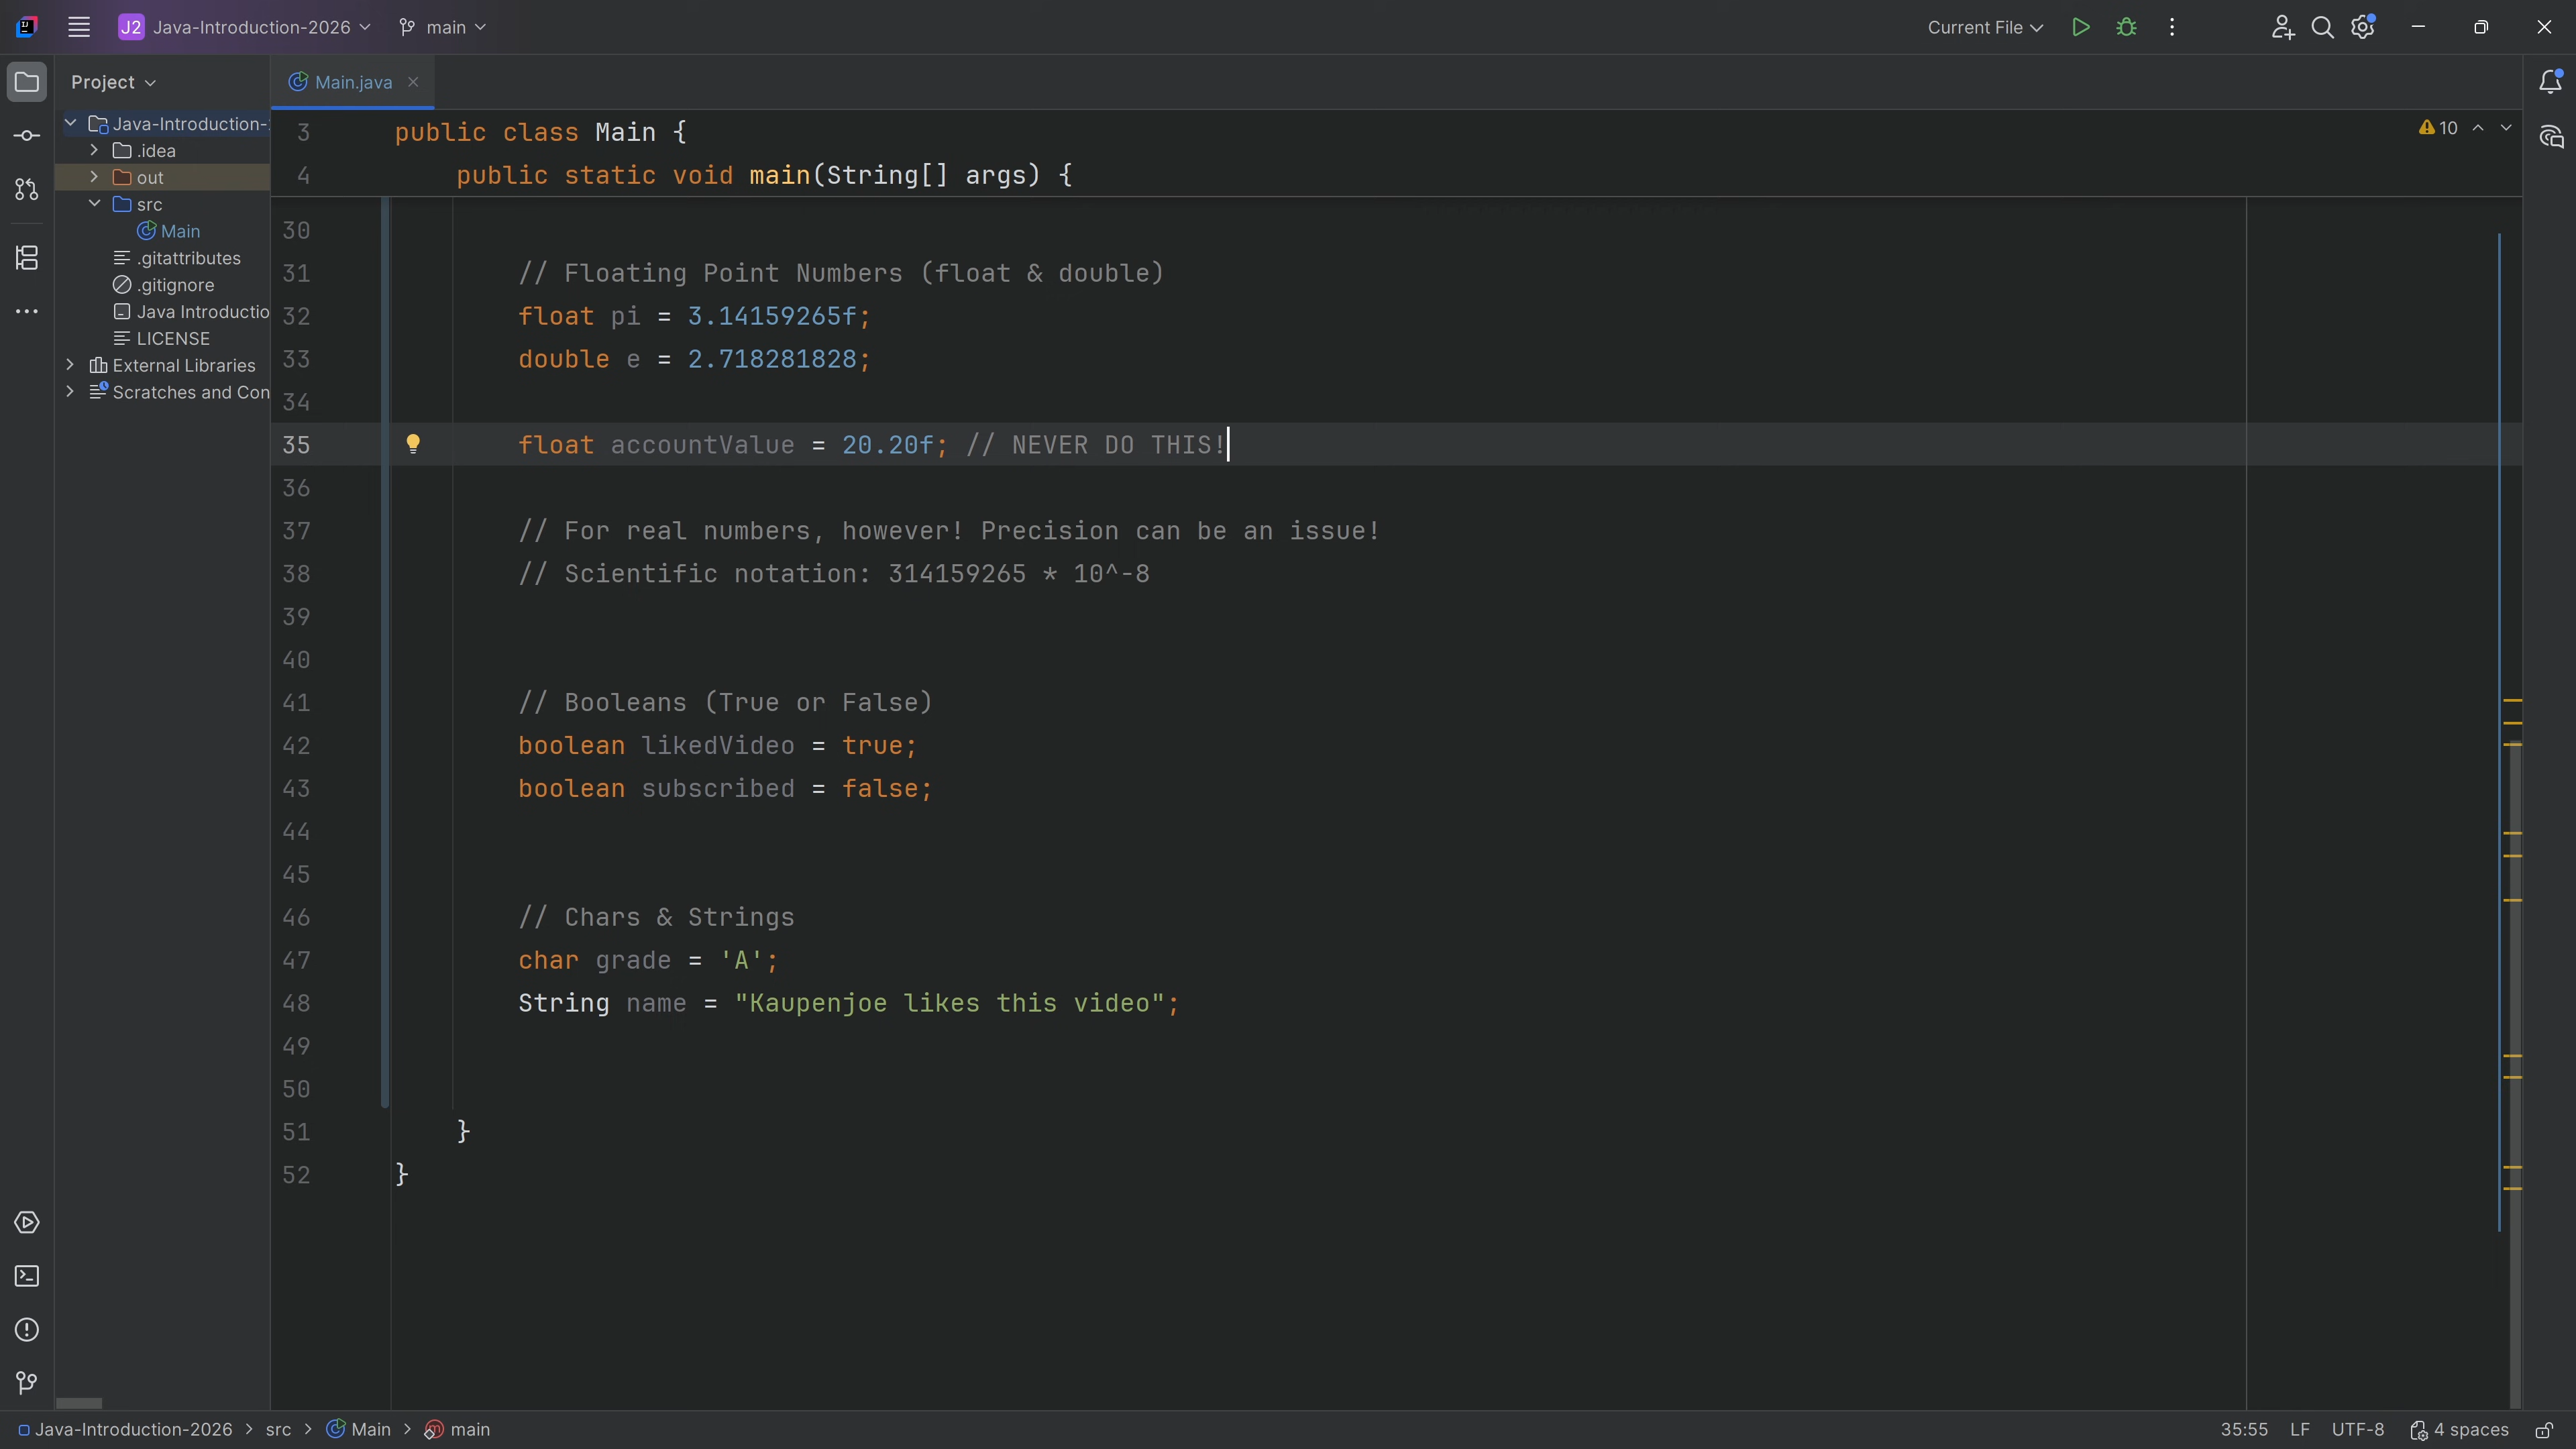 J2 Java-Introduction-2026 main Current File
Project
Main.java
Java-Introduction-
.idea
out
src
Main
.gitattributes
.gitignore
Java Introductio
LICENSE
External Libraries
Scratches and Con
10
3 public class Main {
4 public static void main(String[] args) {
30
31 // Floating Point Numbers (float & double)
32 float pi = 3.14159265f;
33 double e = 2.718281828;
34
35 float accountValue = 20.20f; // NEVER DO THIS!
36
37 // For real numbers, however! Precision can be an issue!
38 // Scientific notation: 314159265 * 10^-8
39
40
41 // Booleans (True or False)
42 boolean likedVideo = true;
43 boolean subscribed = false;
44
45
46 // Chars & Strings
47 char grade = 'A';
48 String name = "Kaupenjoe likes this video";
49
50
51 }
52 }
Java-Introduction-2026 > src > Main > main 35:55 LF UTF-8 4 spaces